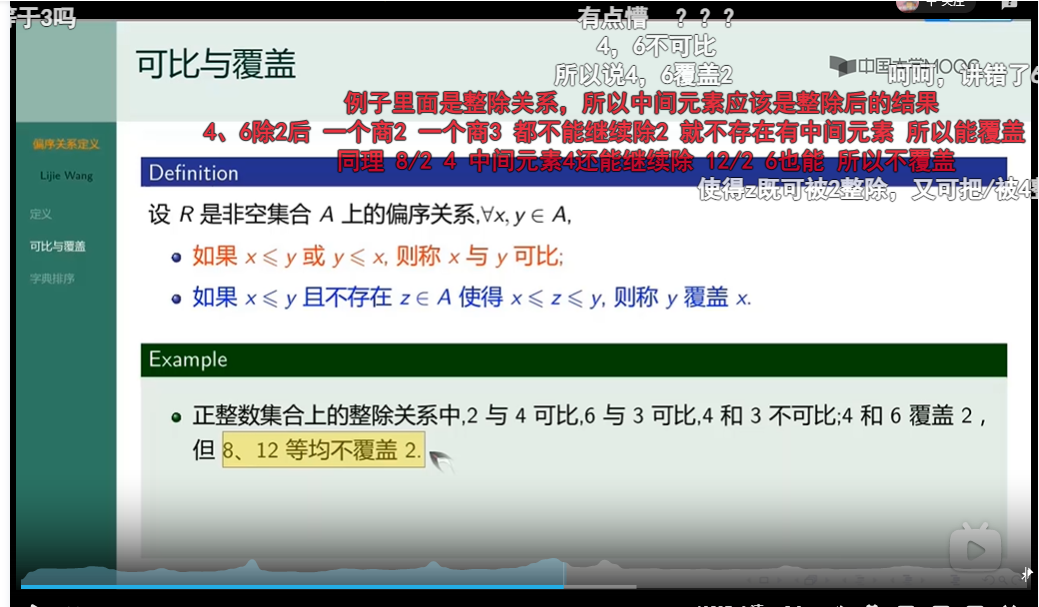 等于3吗
有点懵 ？？？
4，6不可比
所以说4，6覆盖2
呵呵，讲错了6
可比与覆盖
中国大学MOOC
例子里面是整除关系，所以中间元素应该是整除后的结果
4、6除2后 一个商2 一个商3 都不能继续除2 就不存在有中间元素 所以能覆盖
同理 8/2 4 中间元素4还能继续除 12/2 6也能 所以不覆盖
使得z既可被2整除，又可把/被4整
偏序关系定义
Lijie Wang
定义
可比与覆盖
字典排序
Definition
设 R 是非空集合 A 上的偏序关系,∀x, y ∈ A,
如果 x ⩽ y 或 y ⩽ x, 则称 x 与 y 可比;
如果 x ⩽ y 且不存在 z ∈ A 使得 x ⩽ z ⩽ y, 则称 y 覆盖 x.
Example
正整数集合上的整除关系中,2 与 4 可比,6 与 3 可比,4 和 3 不可比;4 和 6 覆盖 2 ,
但 8、12 等均不覆盖 2.